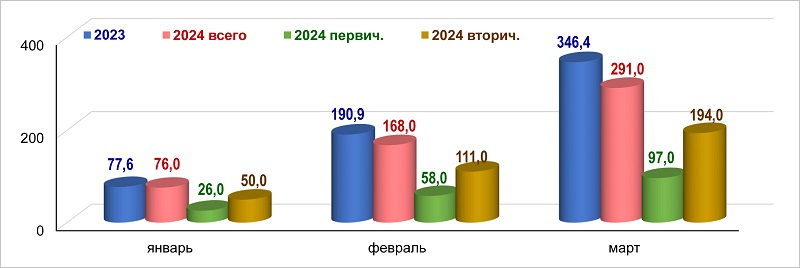 2023 2024 всего 2024 первич. 2024 вторич.
400
200
0
77,6 76,0 26,0 50,0
190,9 168,0 58,0 111,0
346,4 291,0 97,0 194,0
январь февраль март